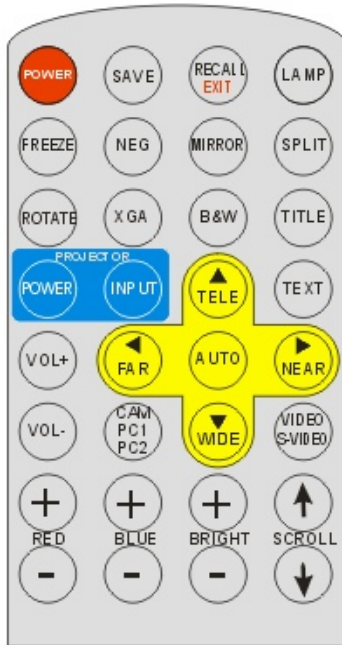 POWER SAVE RECALL EXIT LAMP
FREEZE NEG MIRROR SPLIT
ROTATE XGA B&W TITLE
PROJECTOR
POWER INPUT TELE TEXT
VOL+ FAR AUTO NEAR
VOL- CAM PC1 PC2 WIDE VIDEO S-VIDEO
+ + +
RED BLUE BRIGHT SCROLL
- - -